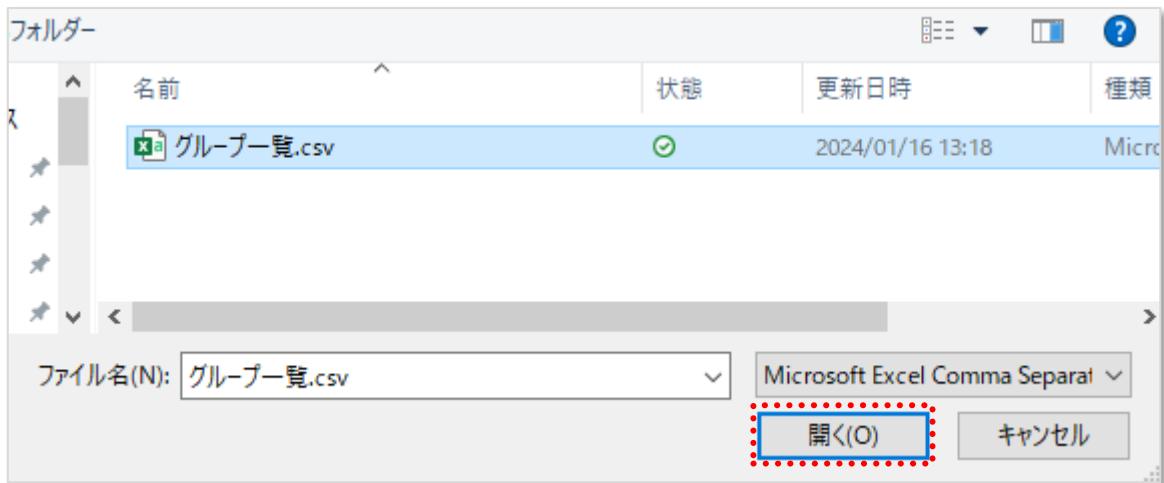 フォルダー
名前 状態 更新日時 種類
ス
グループ一覧.csv 2024/01/16 13:18 Micro
ファイル名(N): グループ一覧.csv Microsoft Excel Comma Separat
開く(O) キャンセル